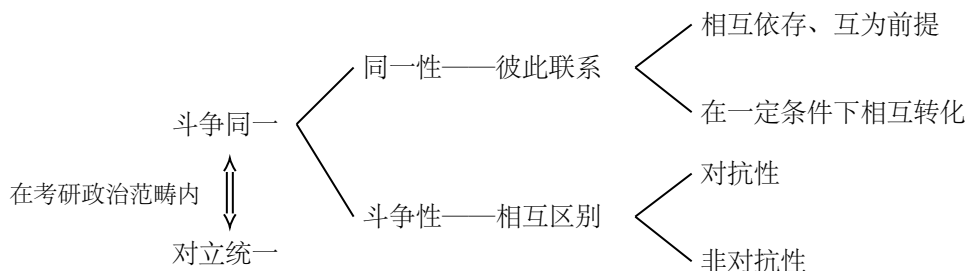 相互依存、互为前提
同一性——彼此联系
在一定条件下相互转化
斗争同一
对抗性
在考研政治范畴内
斗争性——相互区别
对立统一
非对抗性